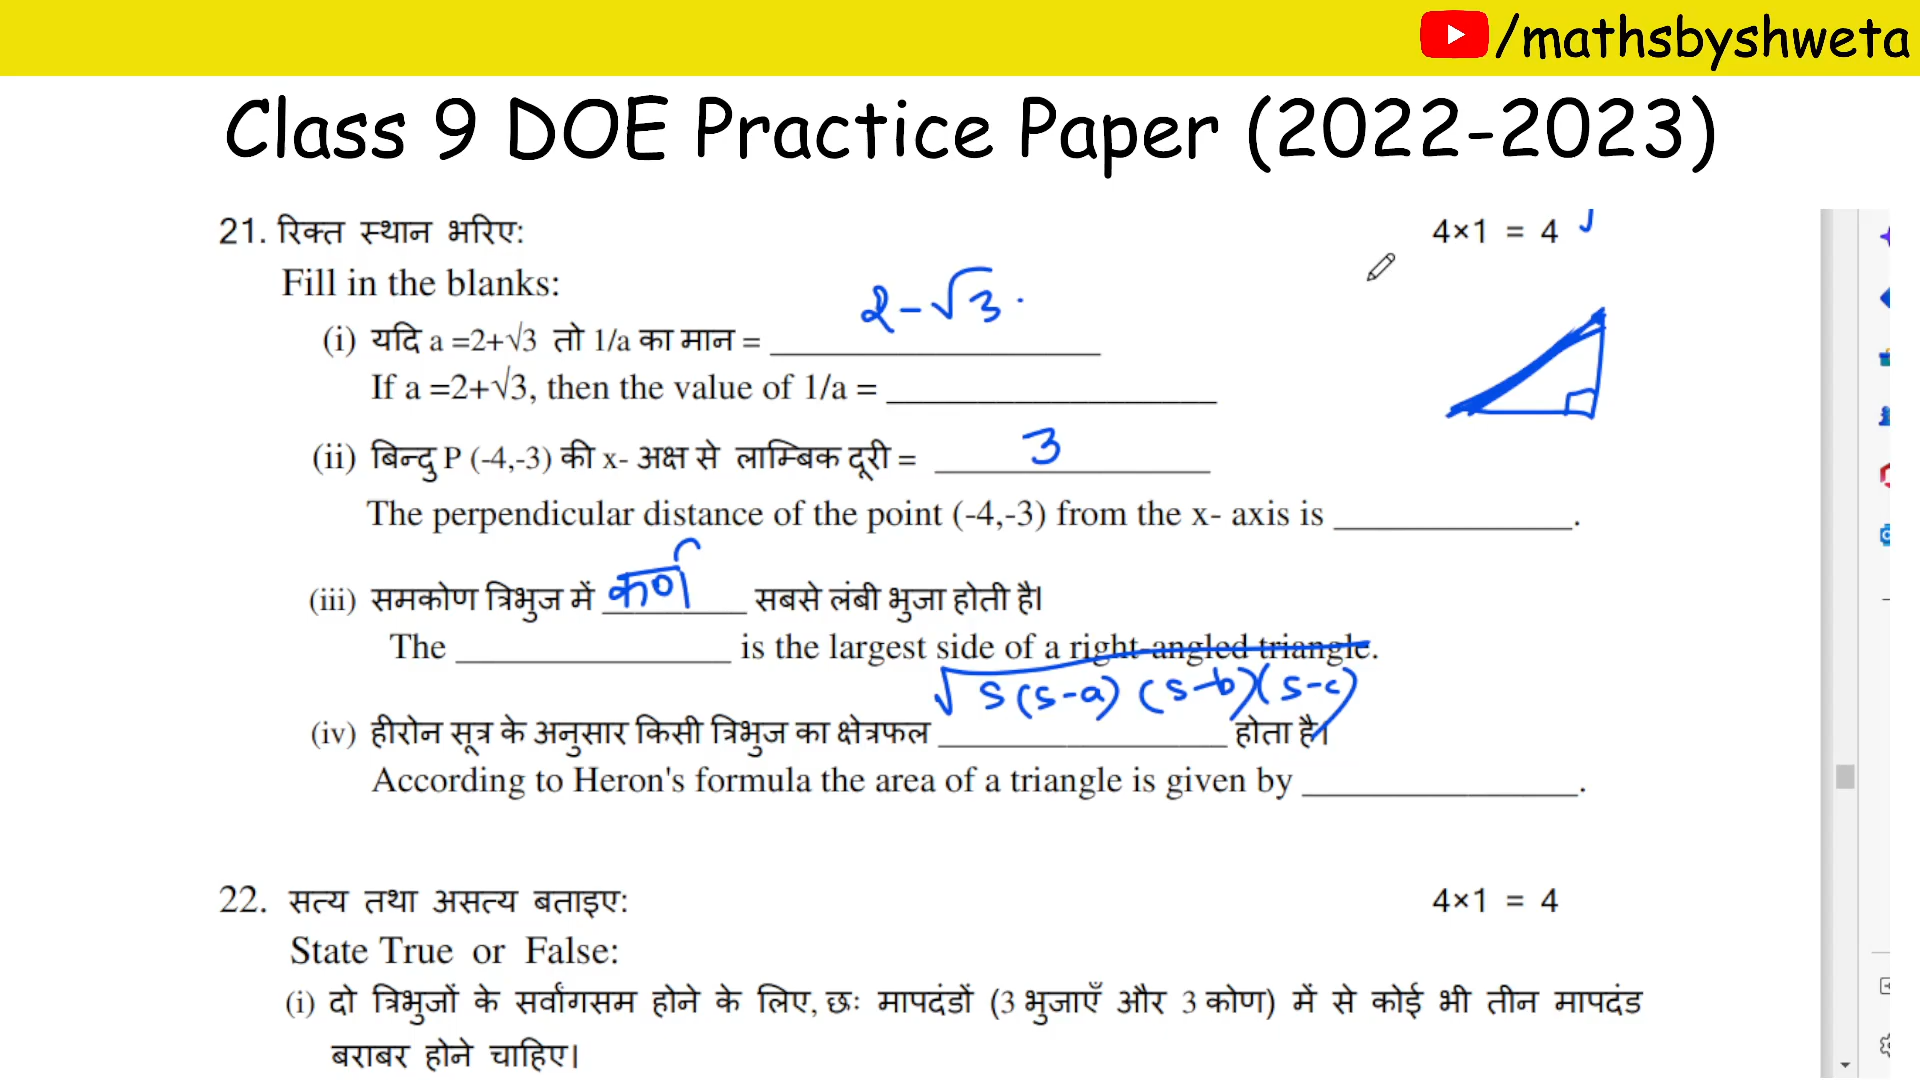 /mathsbyshweta
Class 9 DOE Practice Paper (2022-2023)
21. रिक्त स्थान भरिए: 4×1 = 4
Fill in the blanks:
2-√3.
(i) यदि a =2+√3 तो 1/a का मान = ____________
If a =2+√3, then the value of 1/a = ____________
3
(ii) बिन्दु P (-4,-3) की x- अक्ष से लाम्बिक दूरी = ____________
The perpendicular distance of the point (-4,-3) from the x- axis is ____________.
(iii) समकोण त्रिभुज में कर्ण सबसे लंबी भुजा होती है।
The ____________ is the largest side of a right-angled triangle.
√s(s-a)(s-b)(s-c)
(iv) हीरोन सूत्र के अनुसार किसी त्रिभुज का क्षेत्रफल ____________ होता है।
According to Heron's formula the area of a triangle is given by ____________.
22. सत्य तथा असत्य बताइए: 4×1 = 4
State True or False:
(i) दो त्रिभुजों के सर्वांगसम होने के लिए, छः मापदंडों (3 भुजाएँ और 3 कोण) में से कोई भी तीन मापदंड
बराबर होने चाहिए।